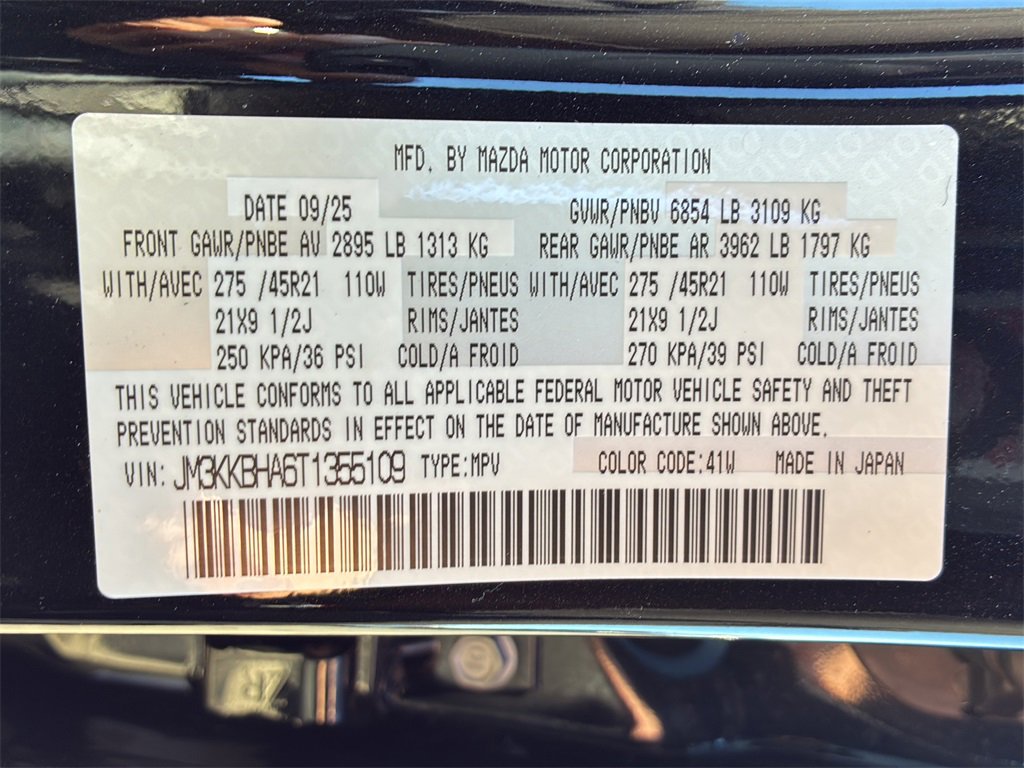 MFD. BY MAZDA MOTOR CORPORATION
DATE 09/25 GVWR/PNBV 6854 LB 3109 KG
FRONT GAWR/PNBE AV 2895 LB 1313 KG REAR GAWR/PNBE AR 3962 LB 1797 KG
WITH/AVEC 275 /45R21 110W TIRES/PNEUS WITH/AVEC 275 /45R21 110W TIRES/PNEUS
21X9 1/2J RIMS/JANTES 21X9 1/2J RIMS/JANTES
250 KPA/36 PSI COLD/A FROID 270 KPA/39 PSI COLD/A FROID
THIS VEHICLE CONFORMS TO ALL APPLICABLE FEDERAL MOTOR VEHICLE SAFETY AND THEFT
PREVENTION STANDARDS IN EFFECT ON THE DATE OF MANUFACTURE SHOWN ABOVE.
VIN: JM3KKBHA6T1355109 TYPE:MPV COLOR CODE:41W MADE IN JAPAN